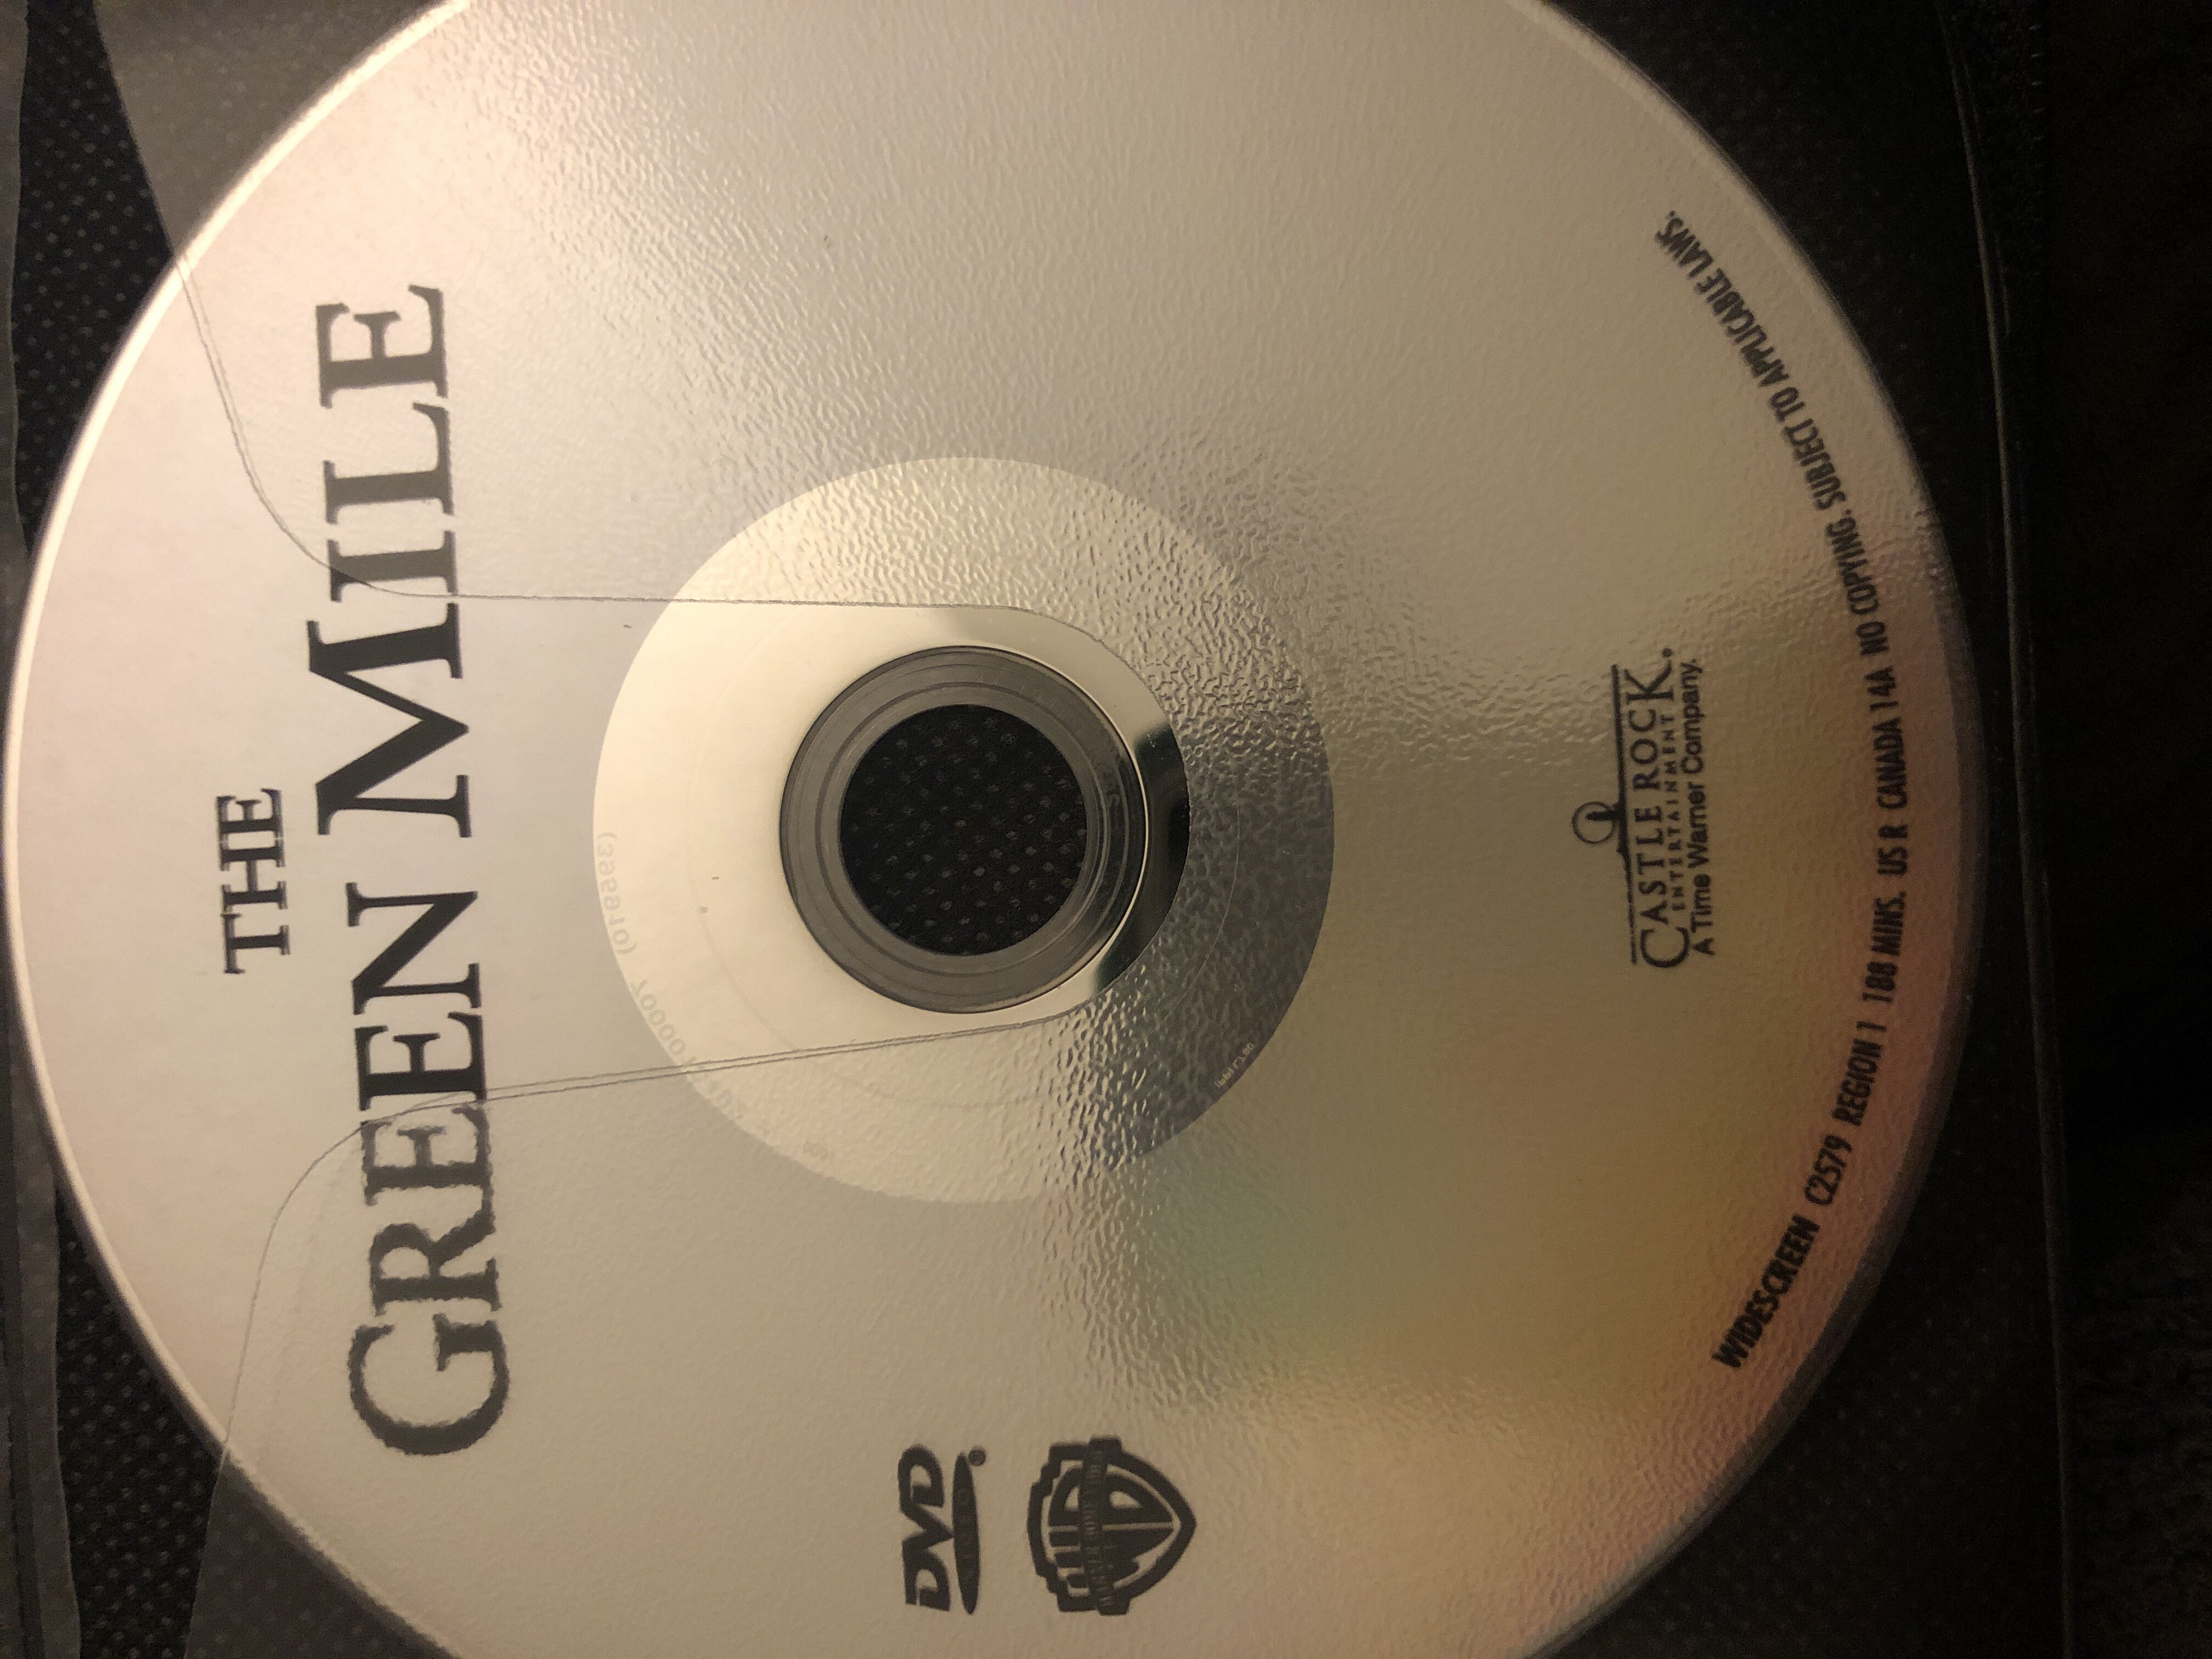 THE
GREEN MILE
DVD
CASTLE ROCK
ENTERTAINMENT
A Time Warner Company.
WIDESCREEN C2579 REGION 1 188 MINS. US R CANADA 14A NO COPYING. SUBJECT TO APPLICABLE LAWS.